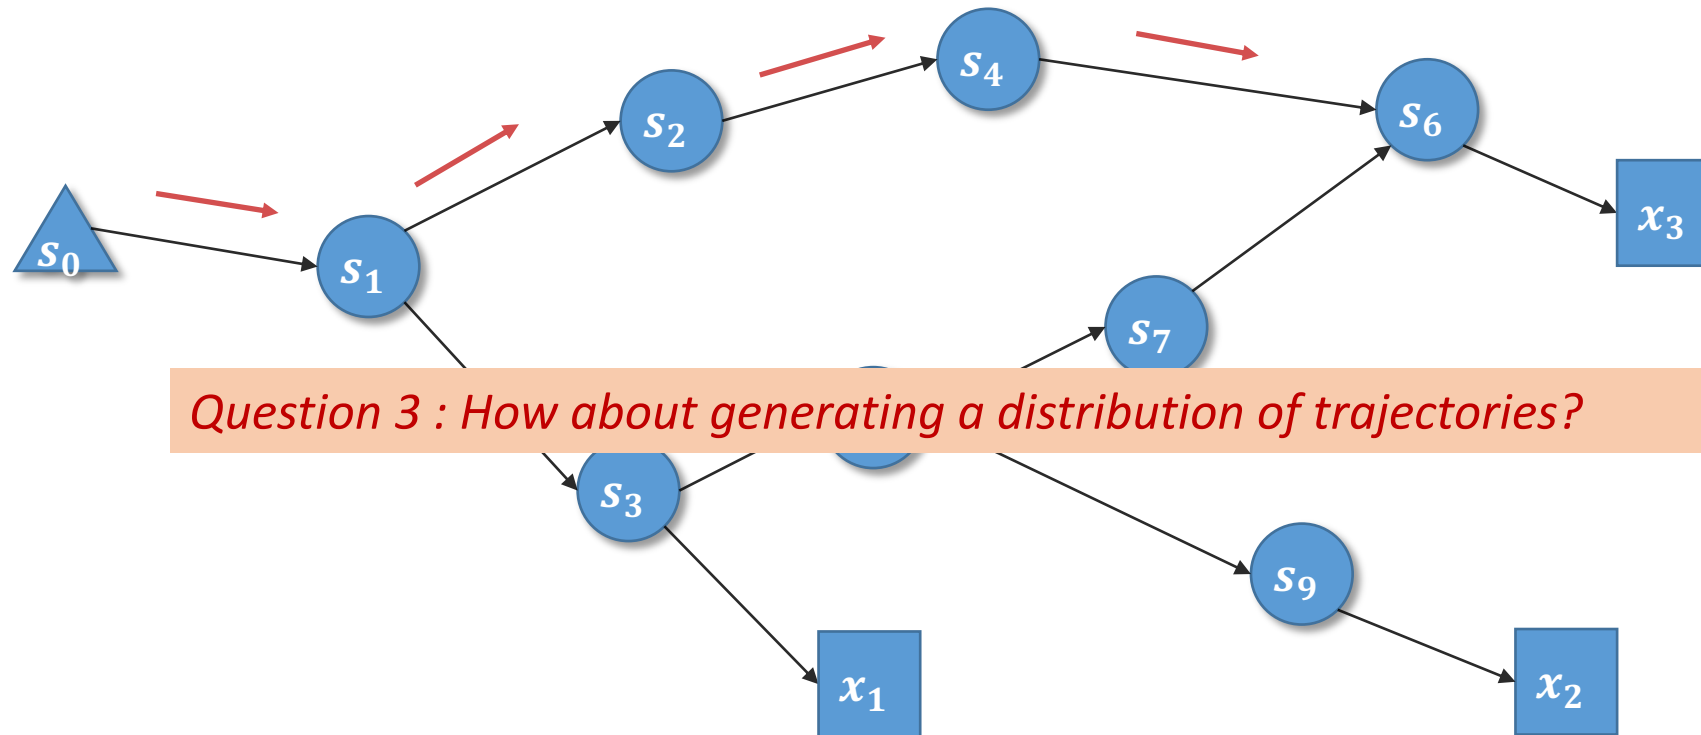 s₄
s₆
s₂
x₃
s₀
s₁
s₇
Question 3 : How about generating a distribution of trajectories?
s₃
s₉
x₁
x₂